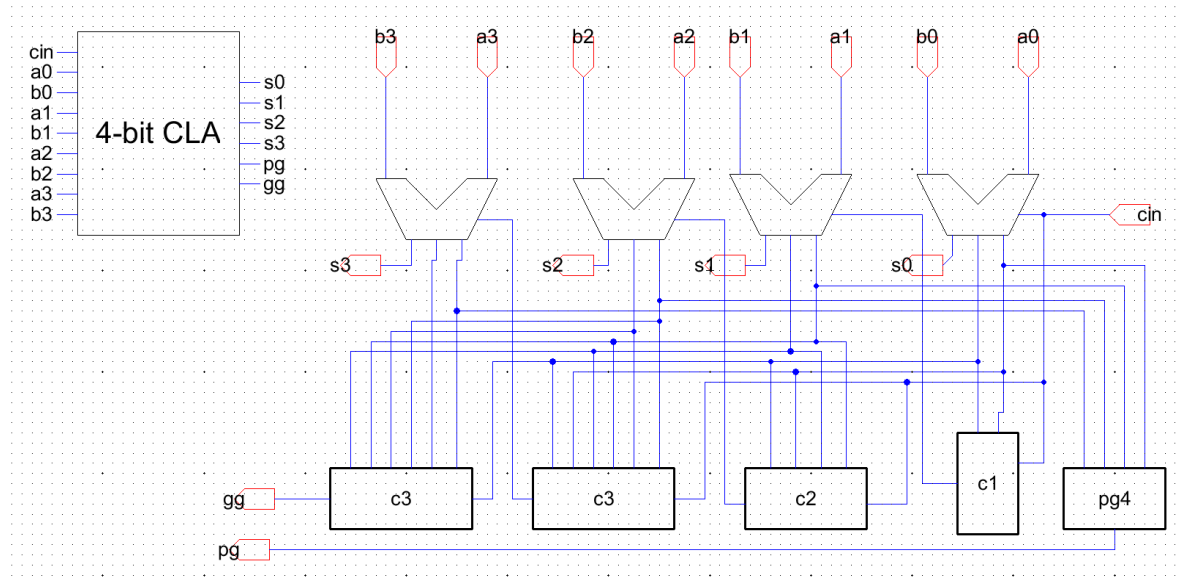 b3 a3 b2 a2 b1 a1 b0 a0
cin
a0
b0
a1
b1
a2
b2
a3
b3
4-bit CLA
s0
s1
s2
s3
pg
gg
cin
s3 s2 s1 s0
gg c3 c3 c2 c1 pg4
pg